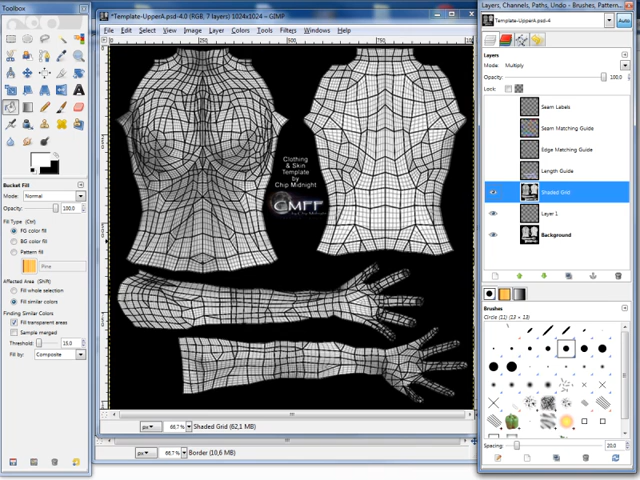 Toolbox
Bucket Fill
Mode:
Normal
Opacity:
100,0
Fill Type (Ctrl)
FG color fill
BG color fill
Pattern fill
Pine
Affected Area (Shift)
Fill whole selection
Fill similar colors
Finding Similar Colors
Fill transparent areas
Sample merged
Threshold:
15,0
Fill by:
Composite
*Template-UpperA.psd-4.0 (RGB, 7 layers) 1024x1024 – GIMP
File Edit Select View Image Layer Colors Tools Filters Windows Help
Clothing
& Skin
Template
by
Chip Midnight
CMFF
px
66,7%
Shaded Grid (62,1 MB)
px
66,7%
Border (10,6 MB)
Layers, Channels, Paths, Undo - Brushes, Pattern...
Template-UpperA.psd-4
Auto
Layers
Mode:
Multiply
Opacity:
100,0
Lock:
Seam Labels
Seam Matching Guide
Edge Matching Guide
Length Guide
Shaded Grid
Layer 1
Background
Brushes
Circle (11) (13 × 13)
Spacing:
20,0